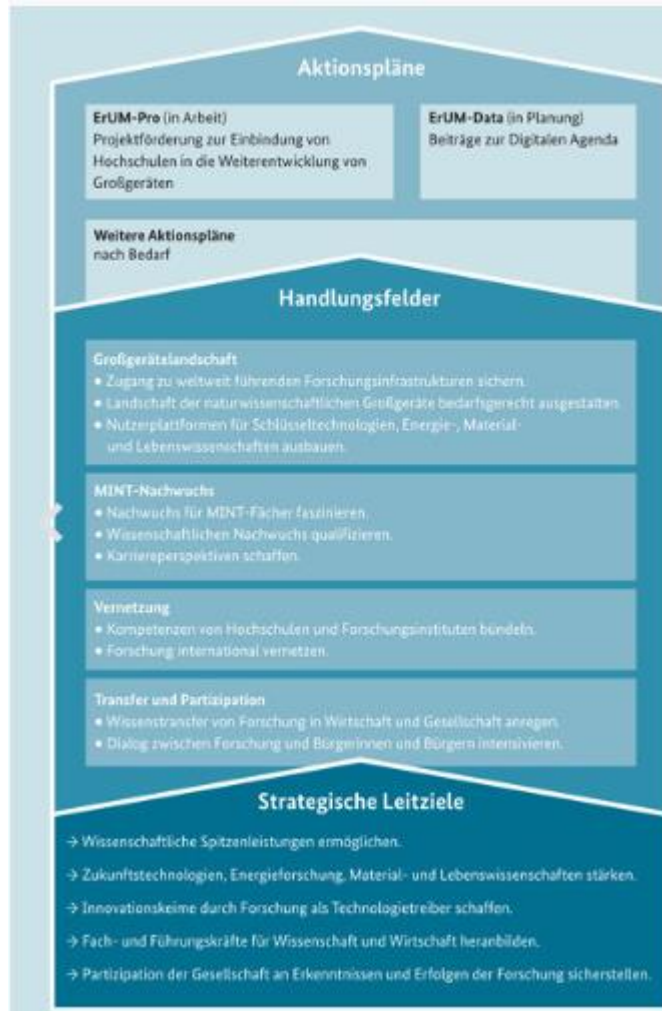 Aktionspläne
ErUM-Pro (in Arbeit)
Projektförderung zur Einbindung von
Hochschulen in die Weiterentwicklung von
Großgeräten
ErUM-Data (in Planung)
Beiträge zur Digitalen Agenda
Weitere Aktionspläne
nach Bedarf
Handlungsfelder
Großgerätelandschaft
● Zugang zu weltweit führenden Forschungsinfrastrukturen sichern.
● Landschaft der naturwissenschaftlichen Großgeräte bedarfsgerecht ausgestalten.
● Nutzerplattformen für Schlüsseltechnologien, Energie-, Material-
und Lebenswissenschaften ausbauen.
MINT-Nachwuchs
● Nachwuchs für MINT-Fächer faszinieren.
● Wissenschaftlichen Nachwuchs qualifizieren.
● Karriereperspektiven schaffen.
Vernetzung
● Kompetenzen von Hochschulen und Forschungsinstituten bündeln.
● Forschung international vernetzen.
Transfer und Partizipation
● Wissenstransfer von Forschung in Wirtschaft und Gesellschaft anregen.
● Dialog zwischen Forschung und Bürgerinnen und Bürgern intensivieren.
Strategische Leitziele
→ Wissenschaftliche Spitzenleistungen ermöglichen.
→ Zukunftstechnologien, Energieforschung, Material- und Lebenswissenschaften stärken.
→ Innovationskeime durch Forschung als Technologietreiber schaffen.
→ Fach- und Führungskräfte für Wissenschaft und Wirtschaft heranbilden.
→ Partizipation der Gesellschaft an Erkenntnissen und Erfolgen der Forschung sicherstellen.